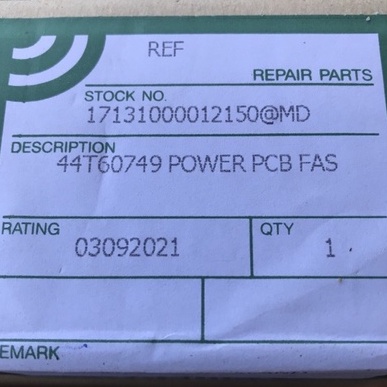 REF
REPAIR PARTS
STOCK NO.
17131000012150@MD
DESCRIPTION
44T60749 POWER PCB FAS
RATING
03092021
QTY
1
EMARK